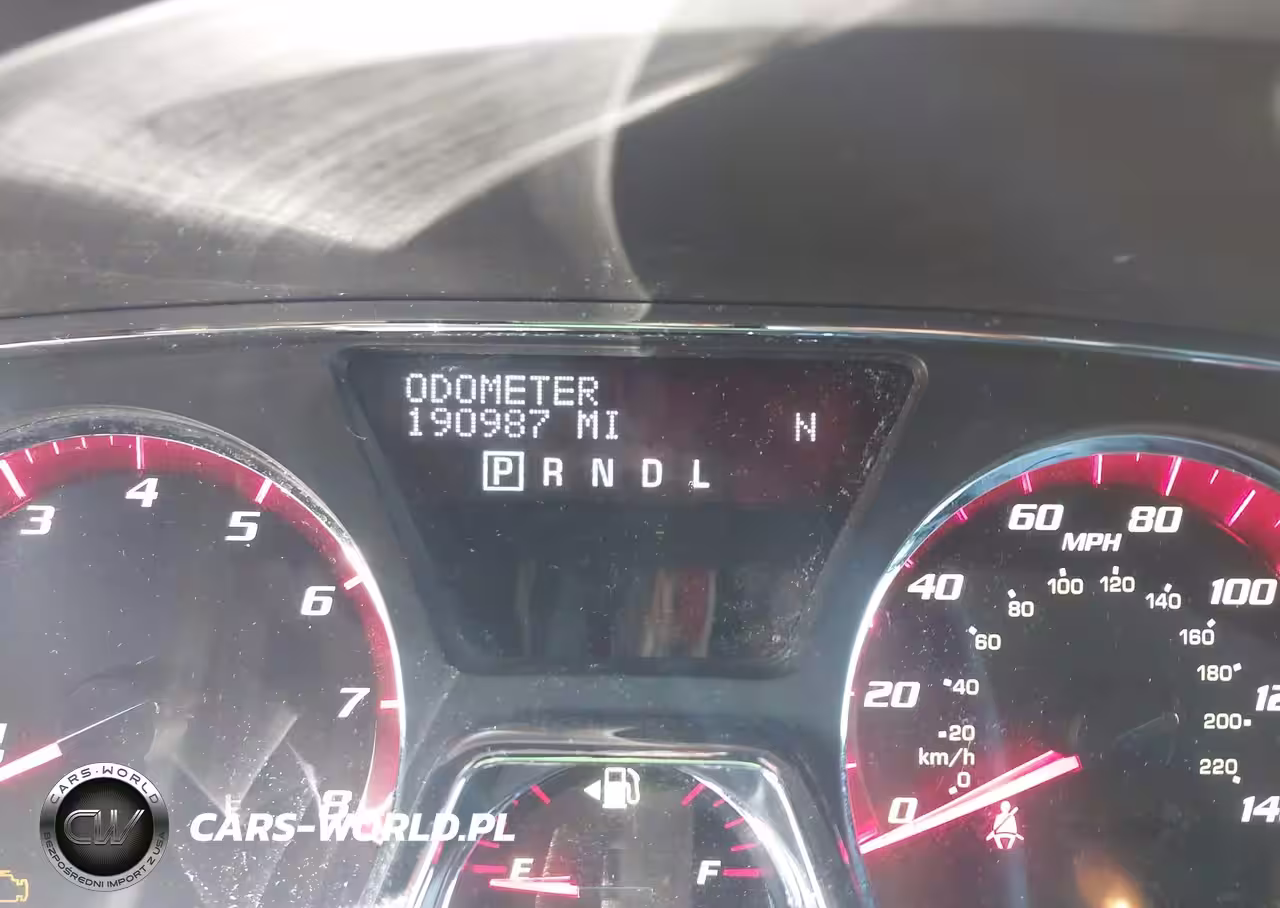 ODOMETER
190987 MI N
P R N D L
3 4 5 6 7 8
60 80
MPH
40 100
100 120 140
80 160
60 180
20 40 200
20 220
km/h
0 0
E F
CARS-WORLD
CW
BEZPOŚREDNI IMPORT Z USA
CARS-WORLD.PL